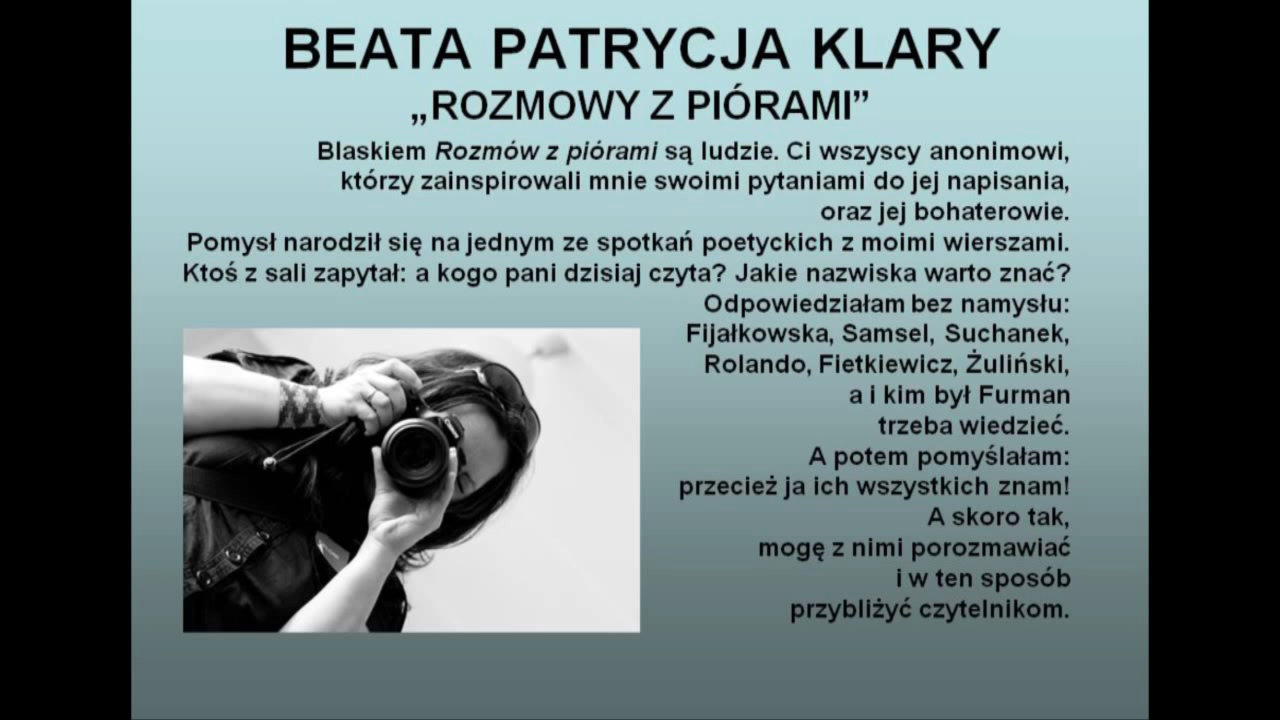 BEATA PATRYCJA KLARY
„ROZMOWY Z PIÓRAMI”
Blaskiem Rozmów z piórami są ludzie. Ci wszyscy anonimowi,
którzy zainspirowali mnie swoimi pytaniami do jej napisania,
oraz jej bohaterowie.
Pomysł narodził się na jednym ze spotkań poetyckich z moimi wierszami.
Ktoś z sali zapytał: a kogo pani dzisiaj czyta? Jakie nazwiska warto znać?
Odpowiedziałam bez namysłu:
Fijałkowska, Samsel, Suchanek,
Rolando, Fietkiewicz, Żuliński,
a i kim był Furman
trzeba wiedzieć.
A potem pomyślałam:
przecież ja ich wszystkich znam!
A skoro tak,
mogę z nimi porozmawiać
i w ten sposób
przybliżyć czytelnikom.